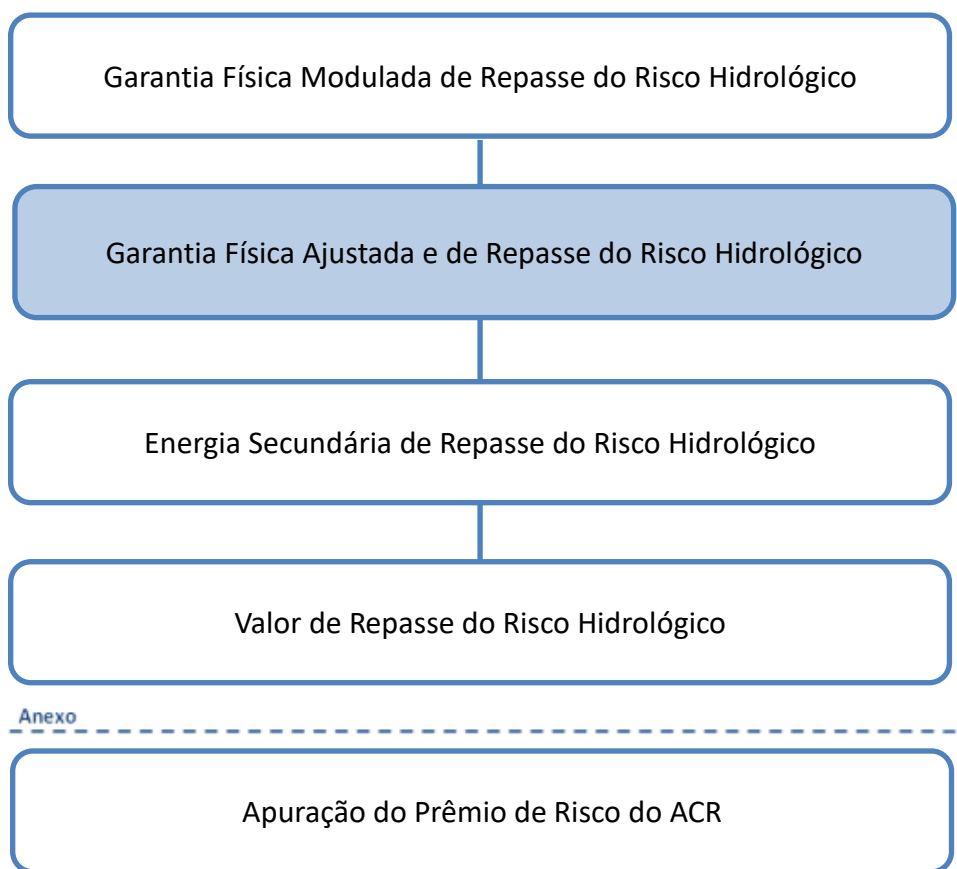 Garantia Física Modulada de Repasse do Risco Hidrológico
Garantia Física Ajustada e de Repasse do Risco Hidrológico
Energia Secundária de Repasse do Risco Hidrológico
Valor de Repasse do Risco Hidrológico
Anexo
Apuração do Prêmio de Risco do ACR